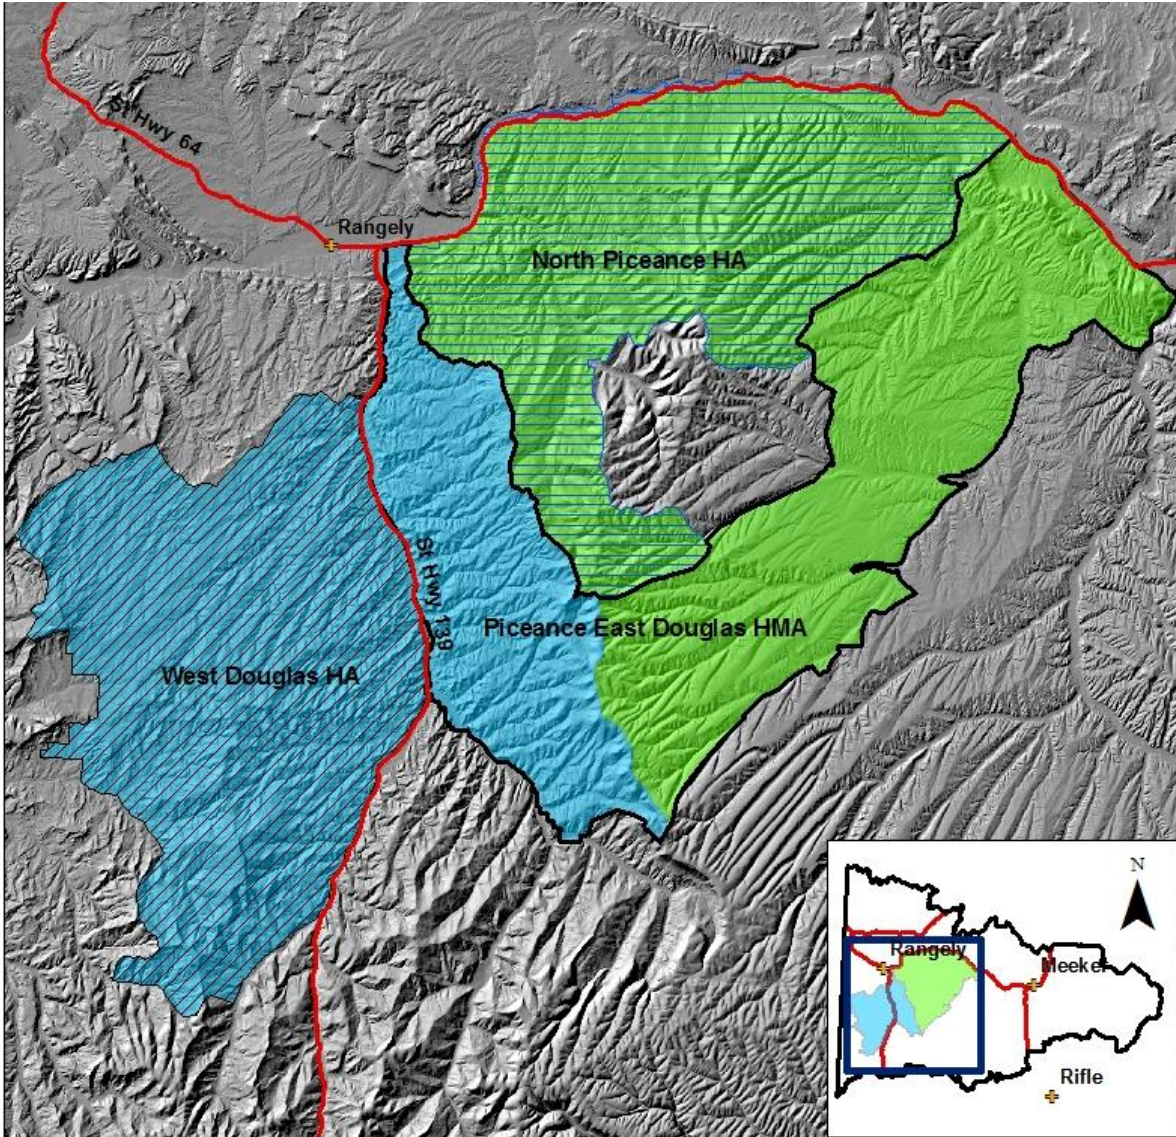 St Hwy 64
Rangely
North Piceance HA
St Hwy 139
Piceance East Douglas HMA
West Douglas HA
N
Rangely
Meeker
Rifle